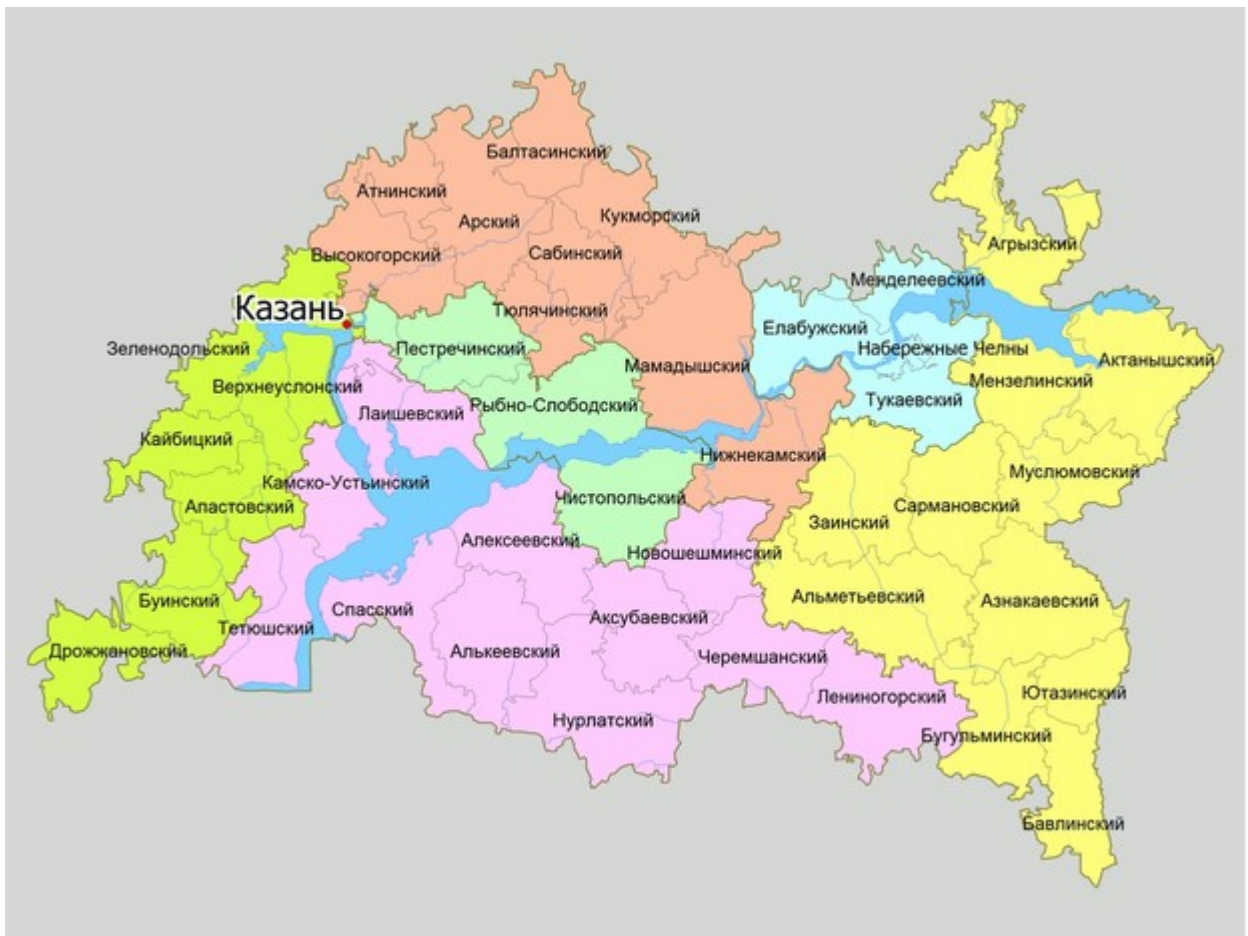 Балтасинский
Атнинский
Арский
Кукморский
Агрызский
Высокогорский
Сабинский
Менделеевский
Казань
Тюлячинский
Елабужский
Зеленодольский
Пестречинский
Набережные Челны
Актанышский
Мамадышский
Мензелинский
Верхнеуслонский
Лаишевский
Рыбно-Слободский
Тукаевский
Кайбицкий
Нижнекамский
Муслюмовский
Камско-Устьинский
Чистопольский
Апастовский
Сармановский
Заинский
Алексеевский
Новошешминский
Буинский
Альметьевский
Азнакаевский
Спасский
Аксубаевский
Тетюшский
Дрожжановский
Алькеевский
Черемшанский
Лениногорский
Ютазинский
Нурлатский
Бугульминский
Бавлинский